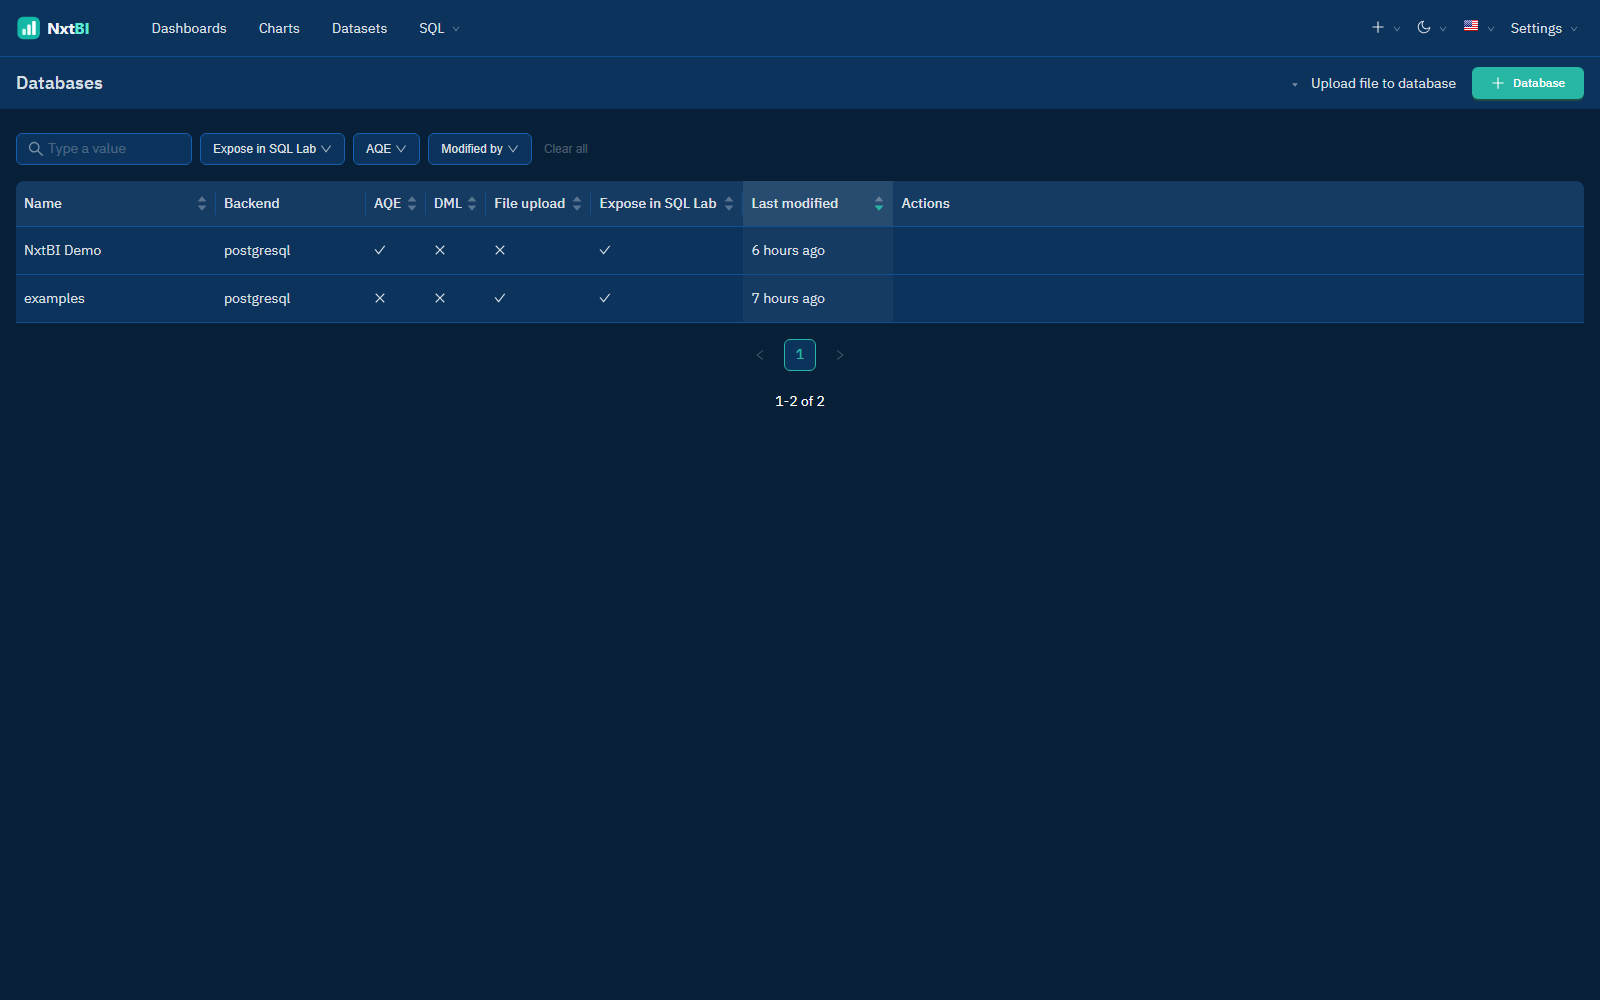 NxtBI Dashboards Charts Datasets SQL Settings
Databases Upload file to database Database
Type a value Expose in SQL Lab AQE Modified by Clear all
Name Backend AQE DML File upload Expose in SQL Lab Last modified Actions
NxtBI Demo postgresql 6 hours ago
examples postgresql 7 hours ago
1
1-2 of 2